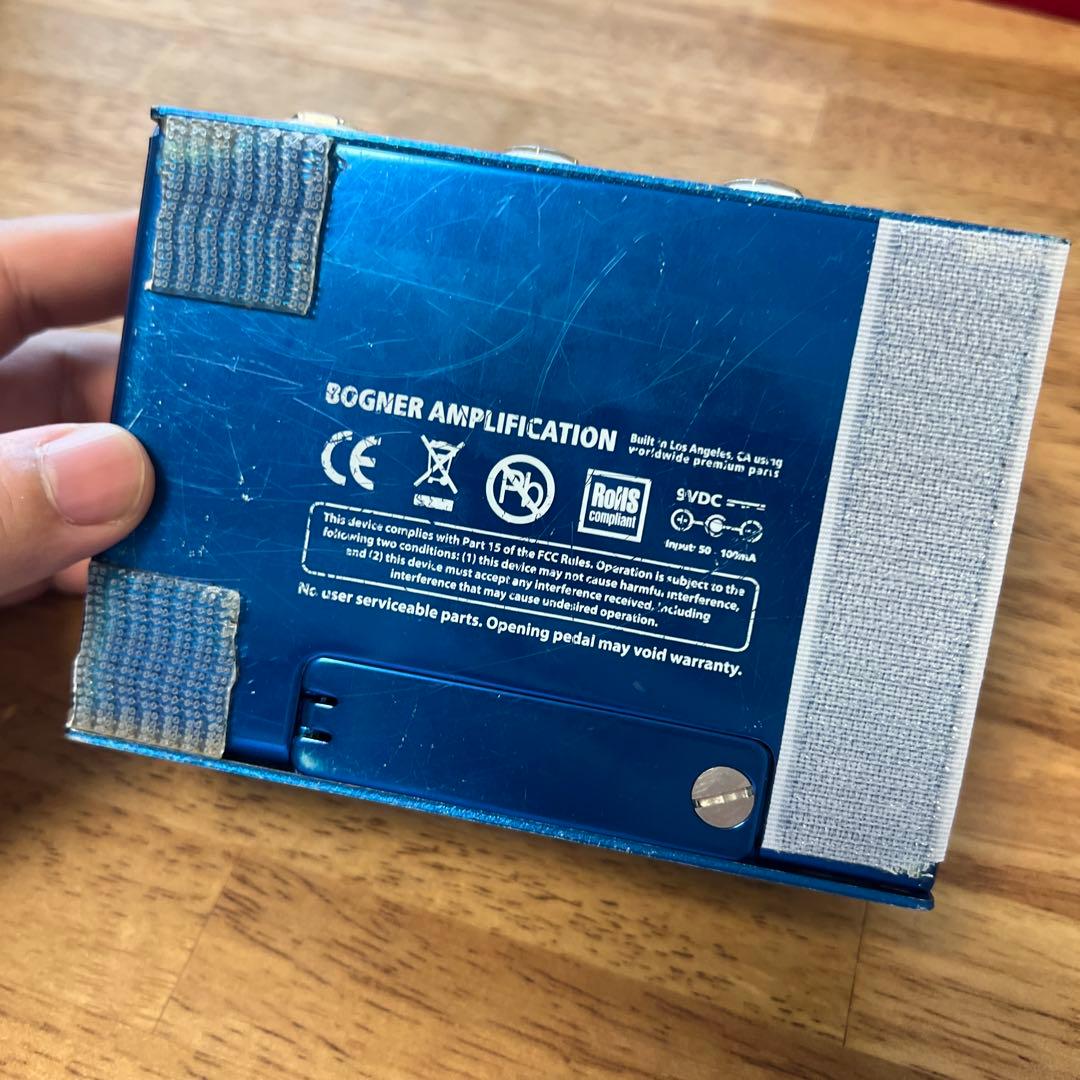 BOGNER AMPLIFICATION
Built in Los Angeles, CA using
worldwide premium parts
CE
Pb
RoHS
compliant
9VDC
- +
Input: 50 - 100mA
This device complies with Part 15 of the FCC Rules. Operation is subject to the
following two conditions: (1) this device may not cause harmful interference,
and (2) this device must accept any interference received, including
interference that may cause undesired operation.
No user serviceable parts. Opening pedal may void warranty.